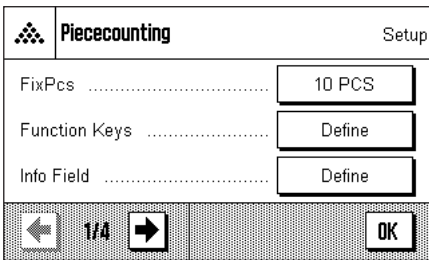 Piececounting Setup
FixPcs ............................................ 10 PCS
Function Keys .............................. Define
Info Field ......................................... Define
1/4 OK